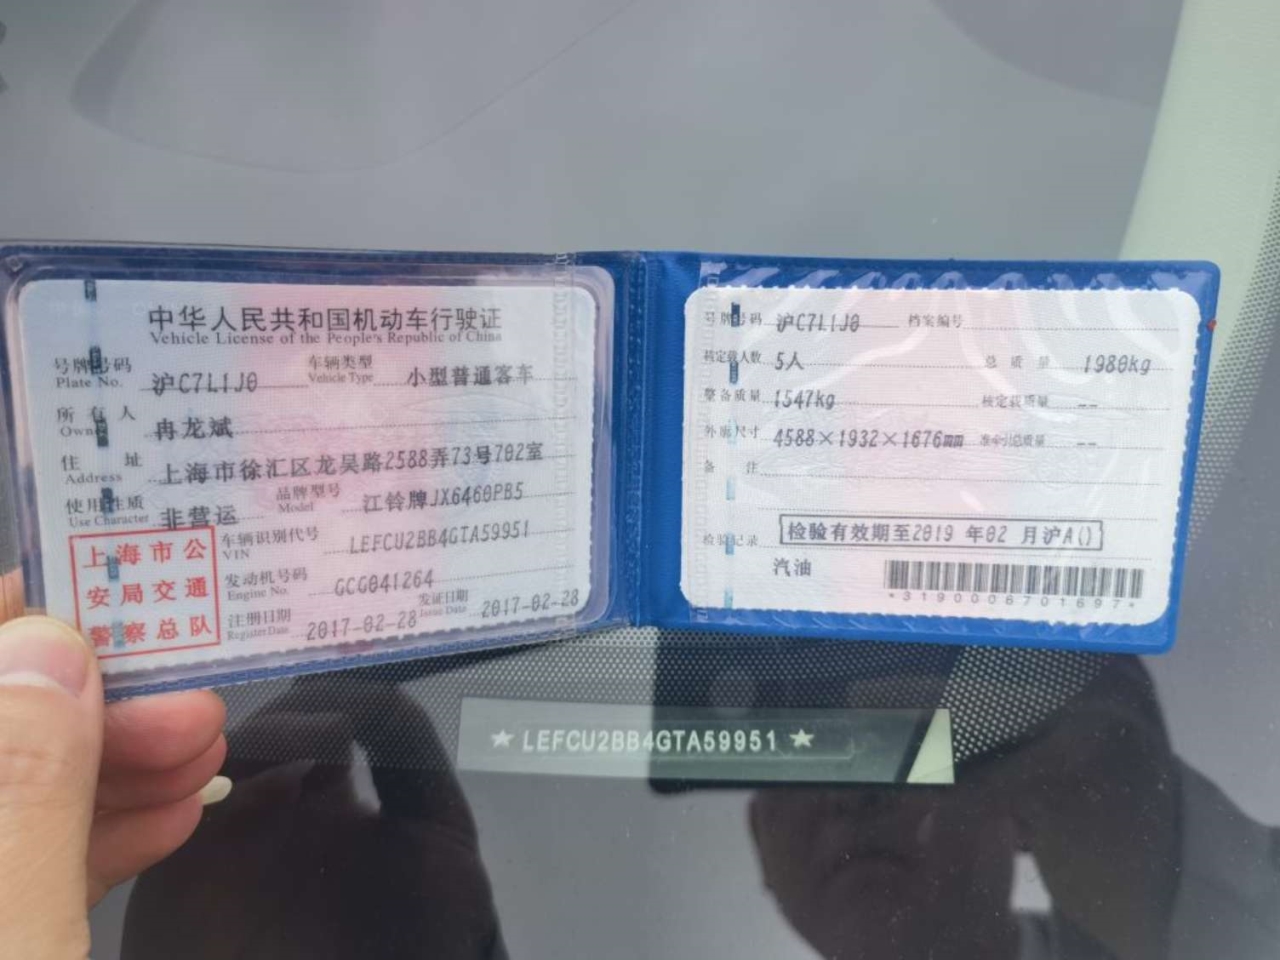 中华人民共和国机动车行驶证
Vehicle License of the People's Republic of China
号牌号码 沪C7L1J0 车辆类型 小型普通客车
Plate No. Vehicle Type
所有人 冉龙斌
Owner
住址 上海市徐汇区龙吴路2588弄73号702室
Address
使用性质 非营运 品牌型号 江铃牌JX6460PB5
Use Character Model
车辆识别代号 LEFCU2BB4GTA59951
VIN
发动机号码 GCG041264
Engine No.
注册日期 2017-02-28 发证日期 2017-02-28
Register Date Issue Date
上海市公
安局交通
警察总队
号牌号码 沪C7L1J0 档案编号
核定载人数 5人 总质量 1980kg
整备质量 1547kg 核定载质量 --
外廓尺寸 4588×1932×1676mm 准牵引总质量 --
备注
检验记录 检验有效期至2019年02月沪A()
汽油
*3190006701697*
★LEFCU2BB4GTA59951★